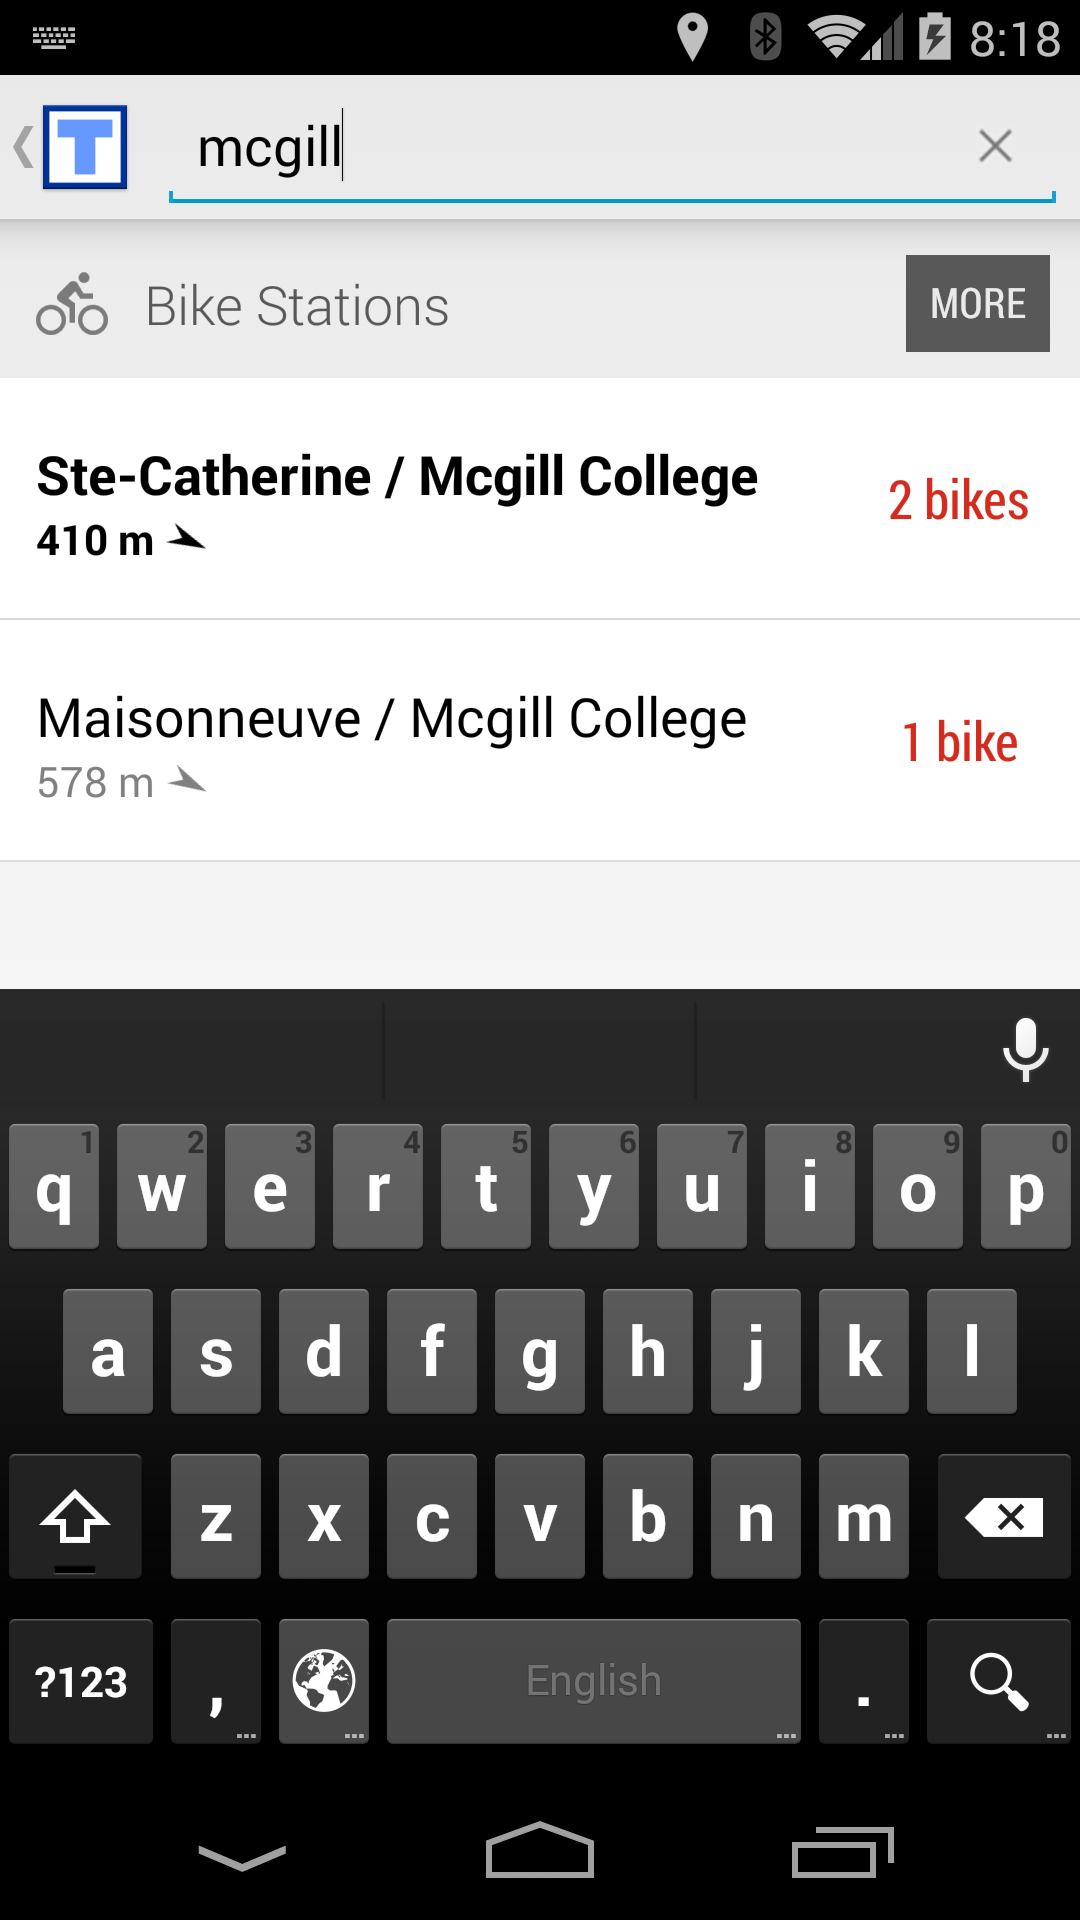 8:18
T
mcgill
Bike Stations
MORE
Ste-Catherine / Mcgill College
410 m
2 bikes
Maisonneuve / Mcgill College
578 m
1 bike
1 2 3 4 5 6 7 8 9 0
q w e r t y u i o p
a s d f g h j k l
z x c v b n m
?123 , English .